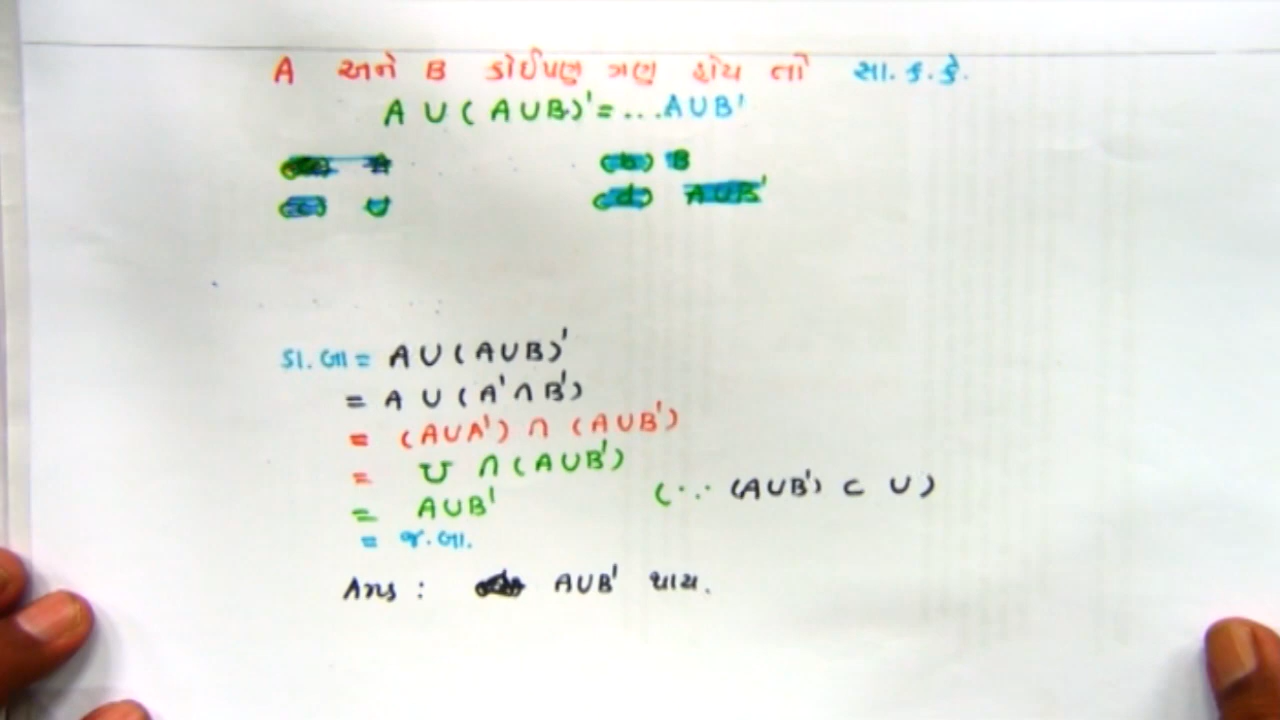 A અને B કોઈપણ ગણ હોય તો સા.ક.કે.
A ∪ (A∪B)' = ...A∪B'
(b) B
(c) U
(d) A∪B'
ડા.બા = A∪(A∪B)'
= A ∪ (A'∩B')
= (A∪A') ∩ (A∪B')
= U ∩ (A∪B')
= A∪B' (∵ (A∪B') ⊂ U)
= જ.બા.
Ans : A∪B' થાય.